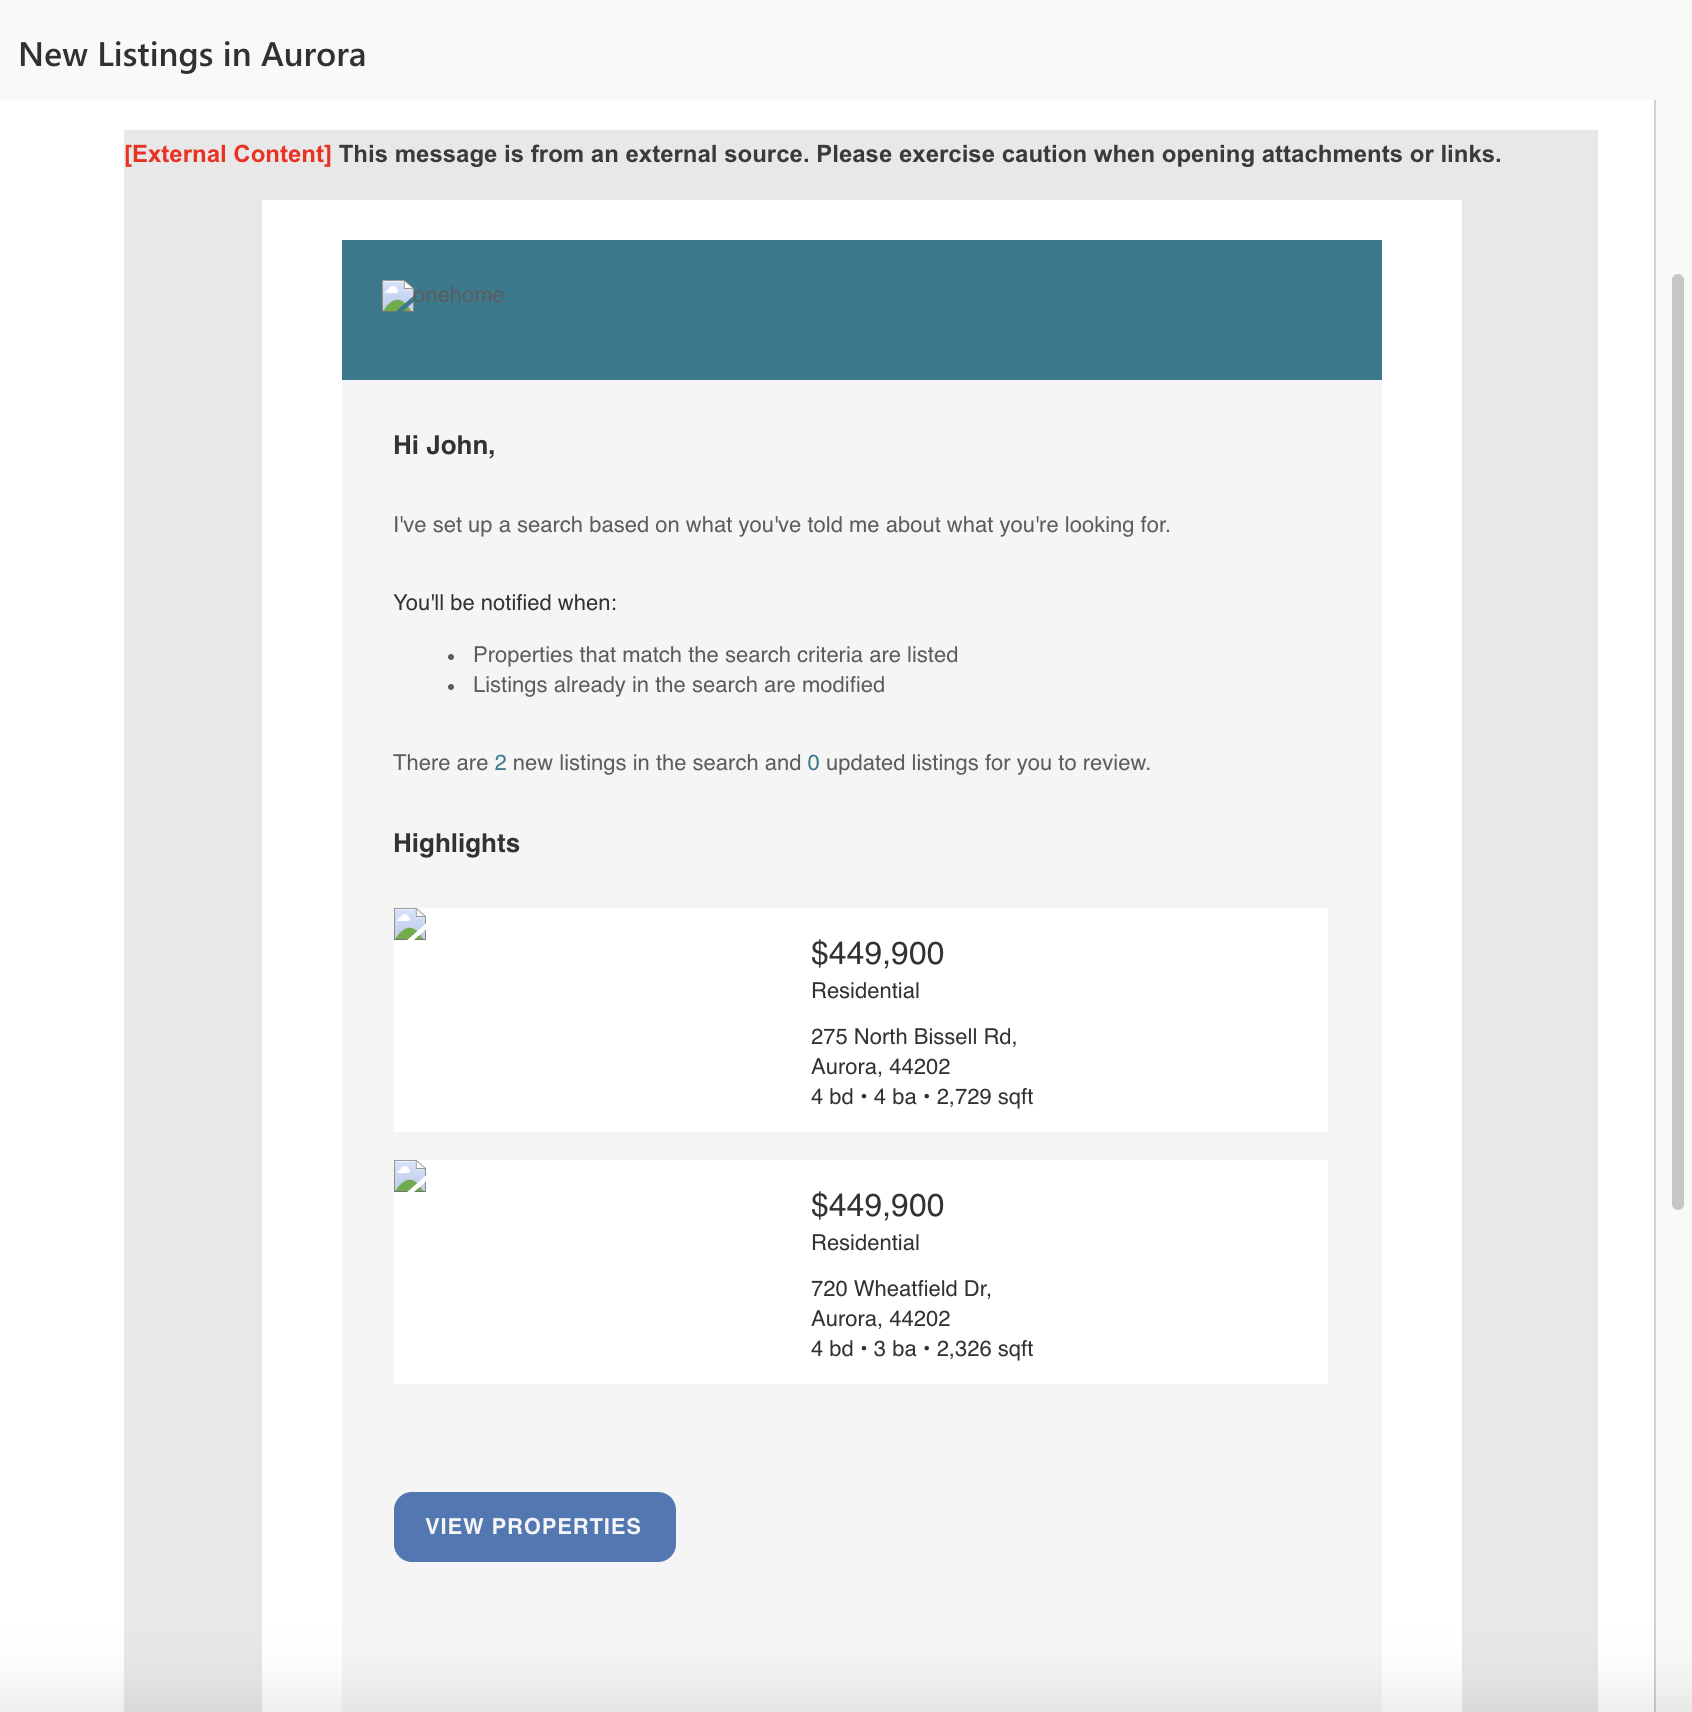 New Listings in Aurora
[External Content] This message is from an external source. Please exercise caution when opening attachments or links.
onehome
Hi John,
I've set up a search based on what you've told me about what you're looking for.
You'll be notified when:
• Properties that match the search criteria are listed
• Listings already in the search are modified
There are 2 new listings in the search and 0 updated listings for you to review.
Highlights
$449,900
Residential
275 North Bissell Rd,
Aurora, 44202
4 bd • 4 ba • 2,729 sqft
$449,900
Residential
720 Wheatfield Dr,
Aurora, 44202
4 bd • 3 ba • 2,326 sqft
VIEW PROPERTIES